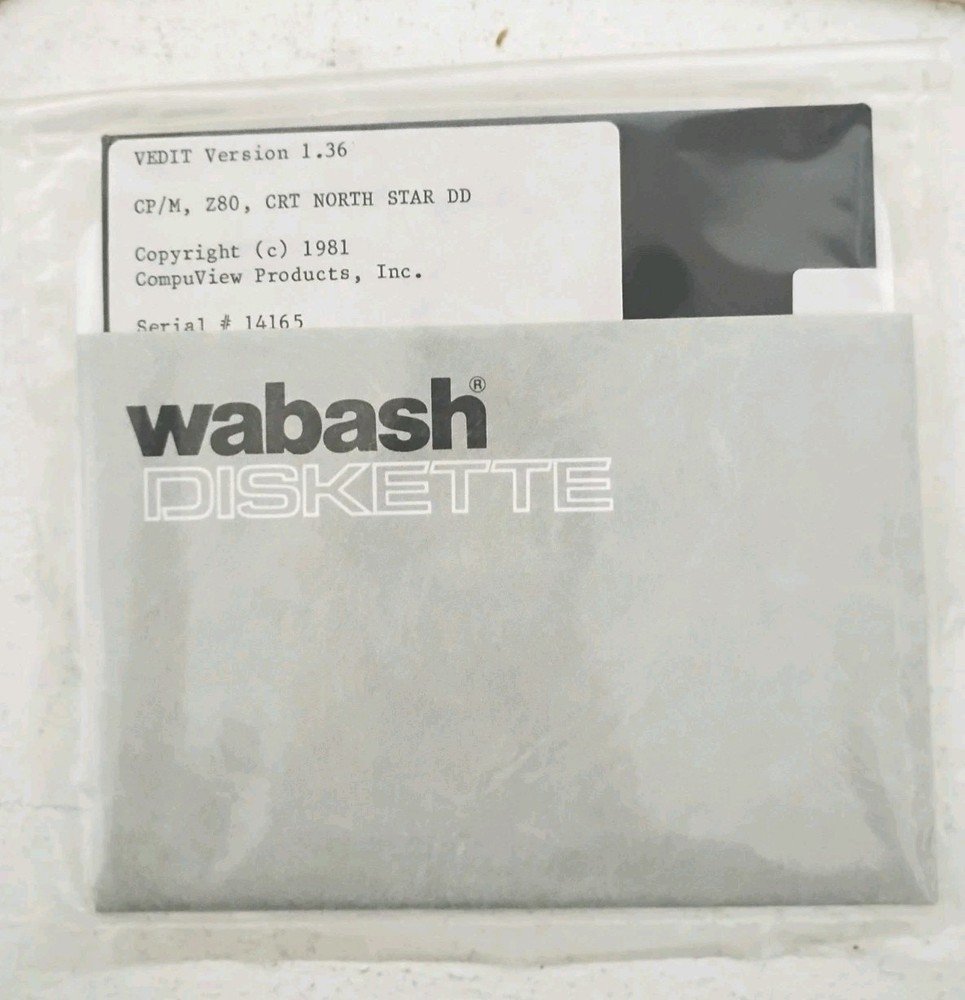 VEDIT Version 1.36
CP/M, Z80, CRT NORTH STAR DD
Copyright (c) 1981
CompuView Products, Inc.
Serial # 14165
wabash®
DISKETTE